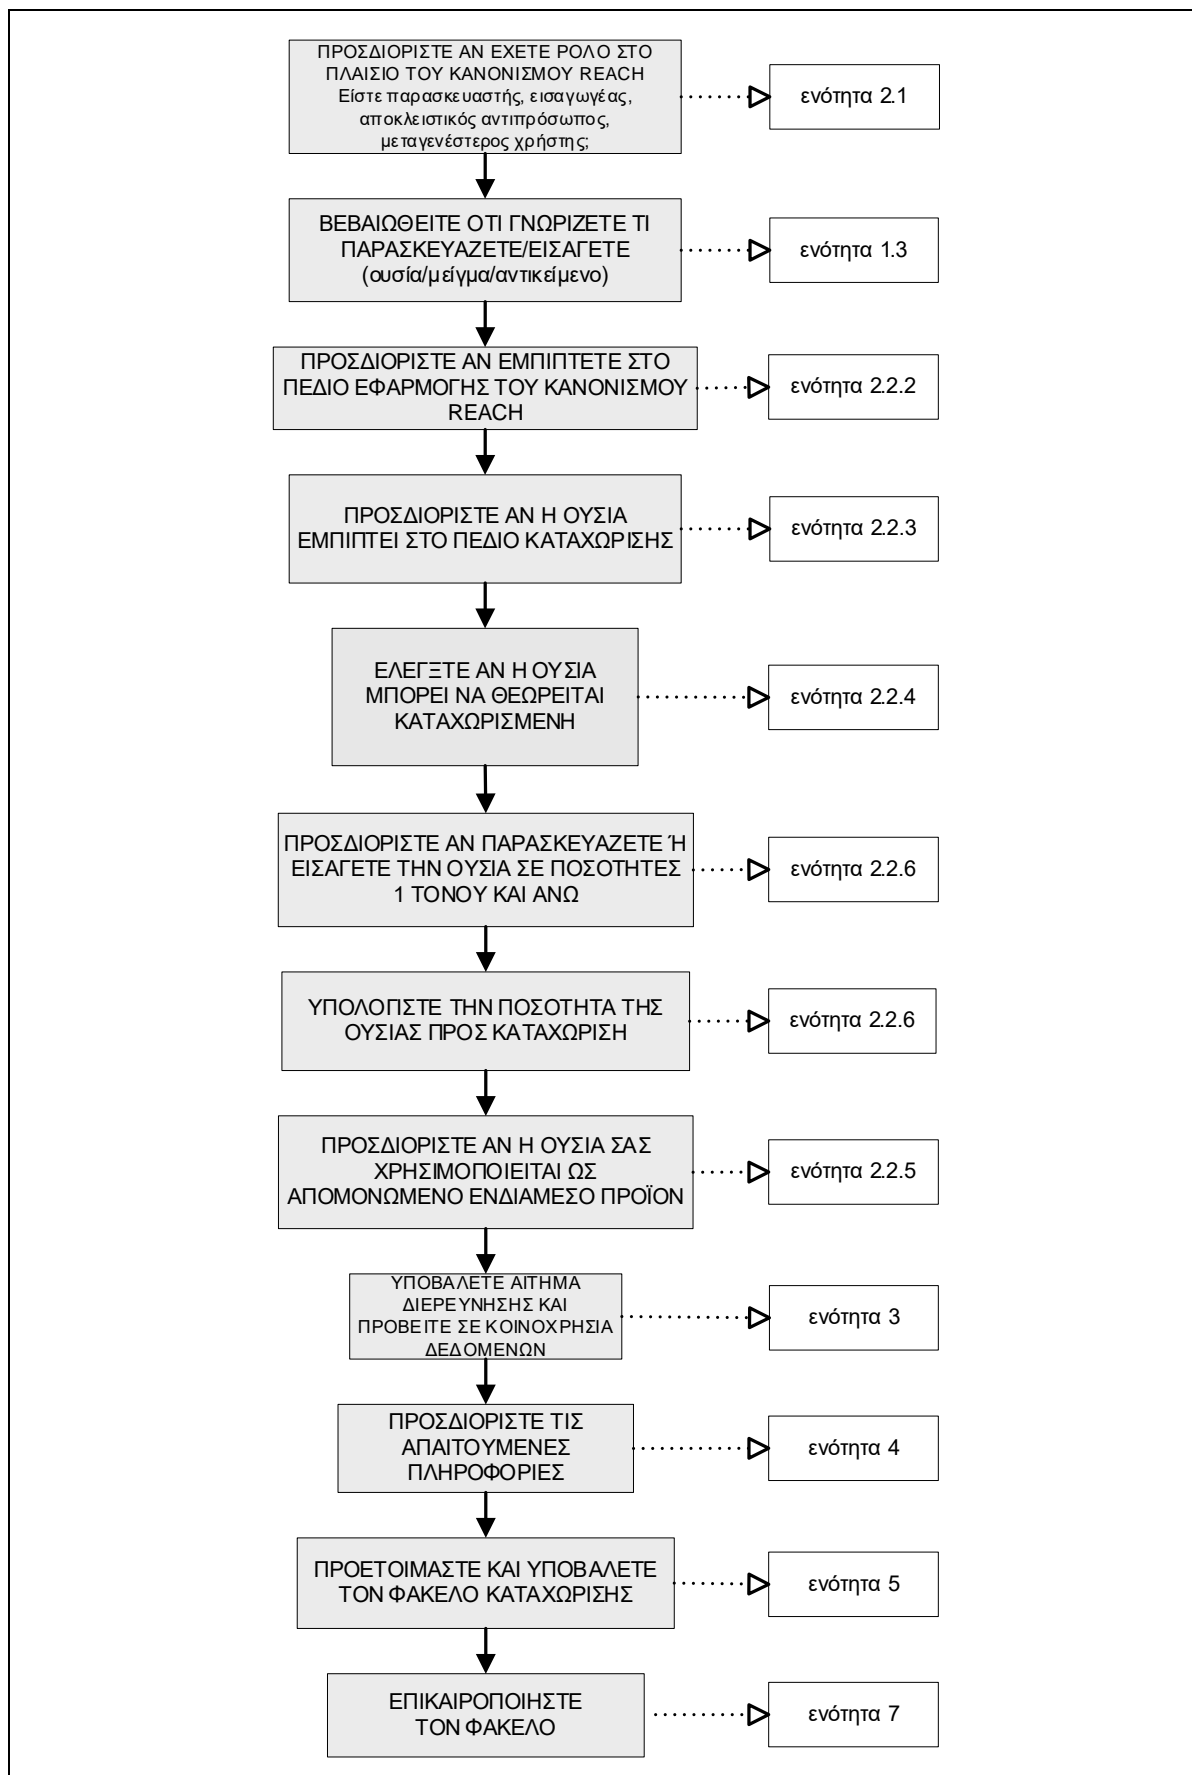 ΠΡΟΣΔΙΟΡΙΣΤΕ ΑΝ ΕΧΕΤΕ ΡΟΛΟ ΣΤΟ
ΠΛΑΙΣΙΟ ΤΟΥ ΚΑΝΟΝΙΣΜΟΥ REACH
Είστε παρασκευαστής, εισαγωγέας,
αποκλειστικός αντιπρόσωπος,
μεταγενέστερος χρήστης;
ενότητα 2.1
ΒΕΒΑΙΩΘΕΙΤΕ ΟΤΙ ΓΝΩΡΙΖΕΤΕ ΤΙ
ΠΑΡΑΣΚΕΥΑΖΕΤΕ/ΕΙΣΑΓΕΤΕ
(ουσία/μείγμα/αντικείμενο)
ενότητα 1.3
ΠΡΟΣΔΙΟΡΙΣΤΕ ΑΝ ΕΜΠΙΠΤΕΤΕ ΣΤΟ
ΠΕΔΙΟ ΕΦΑΡΜΟΓΗΣ ΤΟΥ ΚΑΝΟΝΙΣΜΟΥ
REACH
ενότητα 2.2.2
ΠΡΟΣΔΙΟΡΙΣΤΕ ΑΝ Η ΟΥΣΙΑ
ΕΜΠΙΠΤΕΙ ΣΤΟ ΠΕΔΙΟ ΚΑΤΑΧΩΡΙΣΗΣ
ενότητα 2.2.3
ΕΛΕΓΞΤΕ ΑΝ Η ΟΥΣΙΑ
ΜΠΟΡΕΙ ΝΑ ΘΕΩΡΕΙΤΑΙ
ΚΑΤΑΧΩΡΙΣΜΕΝΗ
ενότητα 2.2.4
ΠΡΟΣΔΙΟΡΙΣΤΕ ΑΝ ΠΑΡΑΣΚΕΥΑΖΕΤΕ Ή
ΕΙΣΑΓΕΤΕ ΤΗΝ ΟΥΣΙΑ ΣΕ ΠΟΣΟΤΗΤΕΣ
1 ΤΟΝΟΥ ΚΑΙ ΑΝΩ
ενότητα 2.2.6
ΥΠΟΛΟΓΙΣΤΕ ΤΗΝ ΠΟΣΟΤΗΤΑ ΤΗΣ
ΟΥΣΙΑΣ ΠΡΟΣ ΚΑΤΑΧΩΡΙΣΗ
ενότητα 2.2.6
ΠΡΟΣΔΙΟΡΙΣΤΕ ΑΝ Η ΟΥΣΙΑ ΣΑΣ
ΧΡΗΣΙΜΟΠΟΙΕΙΤΑΙ ΩΣ
ΑΠΟΜΟΝΩΜΕΝΟ ΕΝΔΙΑΜΕΣΟ ΠΡΟΪΟΝ
ενότητα 2.2.5
ΥΠΟΒΑΛΕΤΕ ΑΙΤΗΜΑ
ΔΙΕΡΕΥΝΗΣΗΣ ΚΑΙ
ΠΡΟΒΕΙΤΕ ΣΕ ΚΟΙΝΟΧΡΗΣΙΑ
ΔΕΔΟΜΕΝΩΝ
ενότητα 3
ΠΡΟΣΔΙΟΡΙΣΤΕ ΤΙΣ
ΑΠΑΙΤΟΥΜΕΝΕΣ
ΠΛΗΡΟΦΟΡΙΕΣ
ενότητα 4
ΠΡΟΕΤΟΙΜΑΣΤΕ ΚΑΙ ΥΠΟΒΑΛΕΤΕ
ΤΟΝ ΦΑΚΕΛΟ ΚΑΤΑΧΩΡΙΣΗΣ
ενότητα 5
ΕΠΙΚΑΙΡΟΠΟΙΗΣΤΕ
ΤΟΝ ΦΑΚΕΛΟ
ενότητα 7